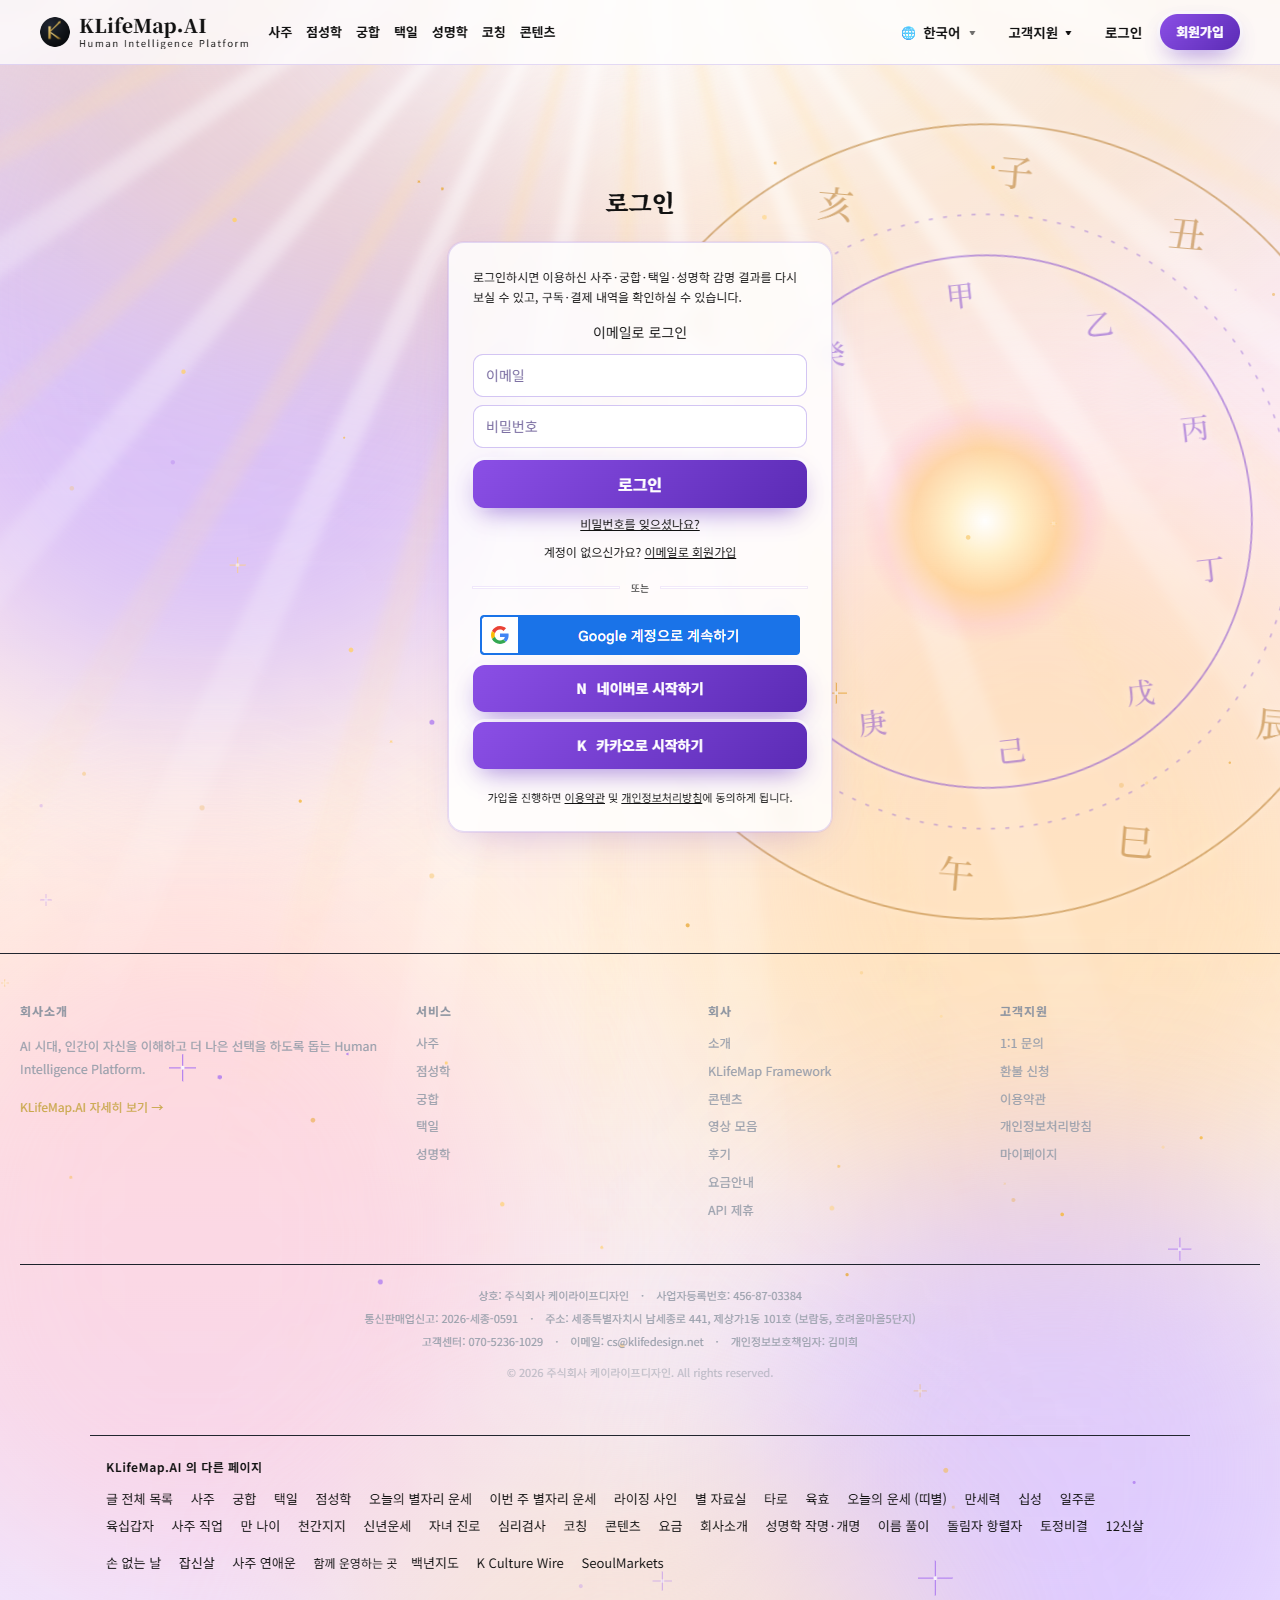 KLifeMap.AI
Human Intelligence Platform
사주 점성학 궁합 택일 성명학 코칭 콘텐츠
한국어 ▼ 고객지원 ▼ 로그인 회원가입
子
亥
丑
로그인
로그인하시면 이용하신 사주·궁합·택일·성명학 감명 결과를 다시
보실 수 있고, 구독·결제 내역을 확인하실 수 있습니다.
甲
乙
이메일로 로그인
이메일
丙
비밀번호
로그인
비밀번호를 잊으셨나요?
계정이 없으신가요? 이메일로 회원가입
丁
또는
Google 계정으로 계속하기
N 네이버로 시작하기
戊
庚
辰
K 카카오로 시작하기
己
가입을 진행하면 이용약관 및 개인정보처리방침에 동의하게 됩니다.
巳
午
회사소개
AI 시대, 인간이 자신을 이해하고 더 나은 선택을 하도록 돕는 Human
Intelligence Platform.
KLifeMap.AI 자세히 보기 →
서비스
사주
점성학
궁합
택일
성명학
회사
소개
KLifeMap Framework
콘텐츠
영상 모음
후기
요금안내
API 제휴
고객지원
1:1 문의
환불 신청
이용약관
개인정보처리방침
마이페이지
상호: 주식회사 케이라이프디자인 · 사업자등록번호: 456-87-03384
통신판매업신고: 2026-세종-0591 · 주소: 세종특별자치시 남세종로 441, 제상가1동 101호 (보람동, 호려울마을5단지)
고객센터: 070-5236-1029 · 이메일: cs@klifedesign.net · 개인정보보호책임자: 김미희
© 2026 주식회사 케이라이프디자인. All rights reserved.
KLifeMap.AI 의 다른 페이지
글 전체 목록 사주 궁합 택일 점성학 오늘의 별자리 운세 이번 주 별자리 운세 라이징 사인 별 자료실 타로 육효 오늘의 운세 (띠별) 만세력 십성 일주론
육십갑자 사주 직업 만 나이 천간지지 신년운세 자녀 진로 심리검사 코칭 콘텐츠 요금 회사소개 성명학 작명·개명 이름 풀이 돌림자 항렬자 토정비결 12신살
손 없는 날 잡신살 사주 연애운 함께 운영하는 곳 백년지도 K Culture Wire SeoulMarkets